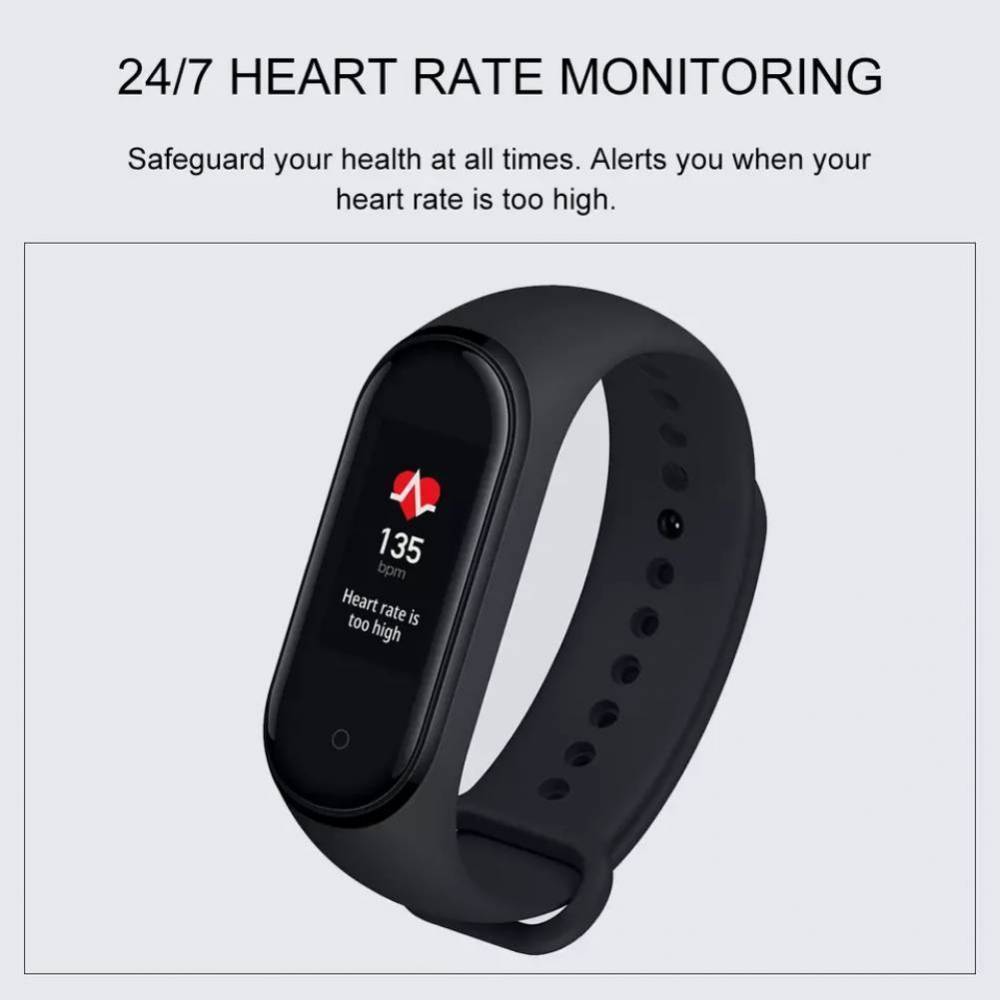 24/7 HEART RATE MONITORING
Safeguard your health at all times. Alerts you when your
heart rate is too high.
135
bpm
Heart rate is
too high